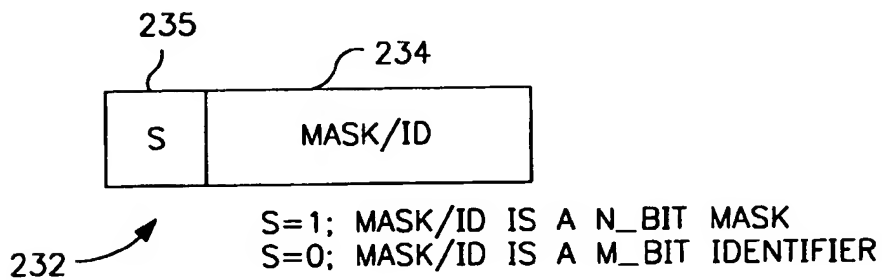 235
234
S
MASK/ID
S=1; MASK/ID IS A N_BIT MASK
S=0; MASK/ID IS A M_BIT IDENTIFIER
232